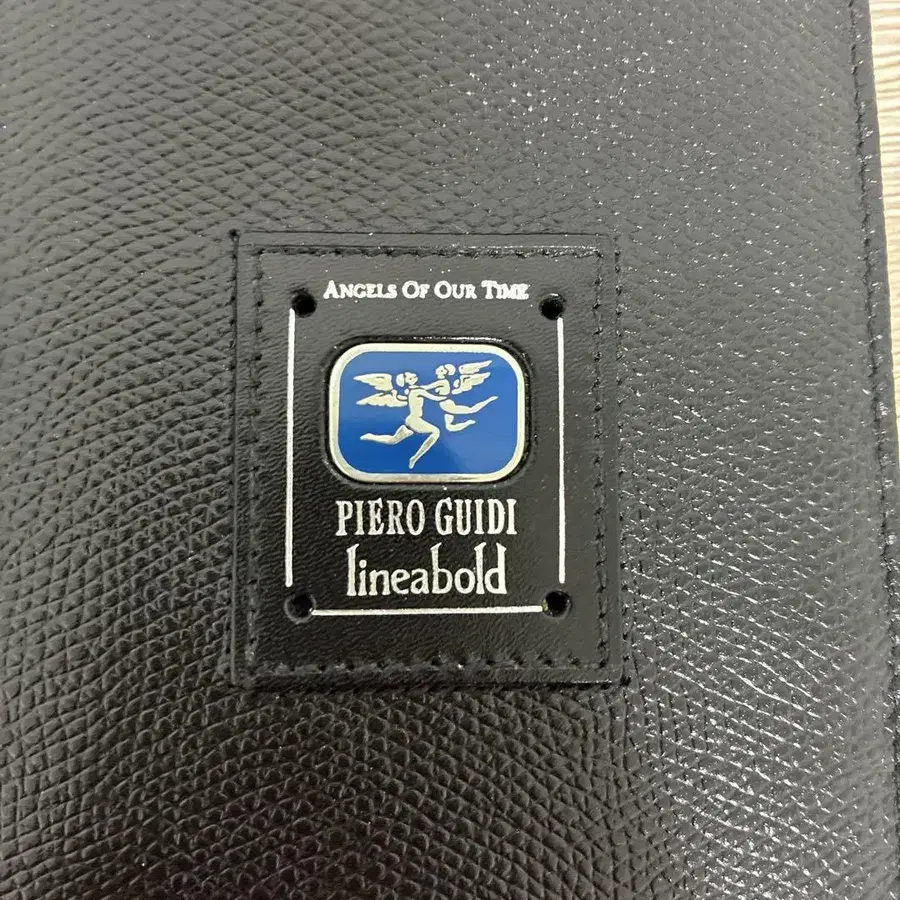 ANGELS OF OUR TIME
PIERO GUIDI
lineabold